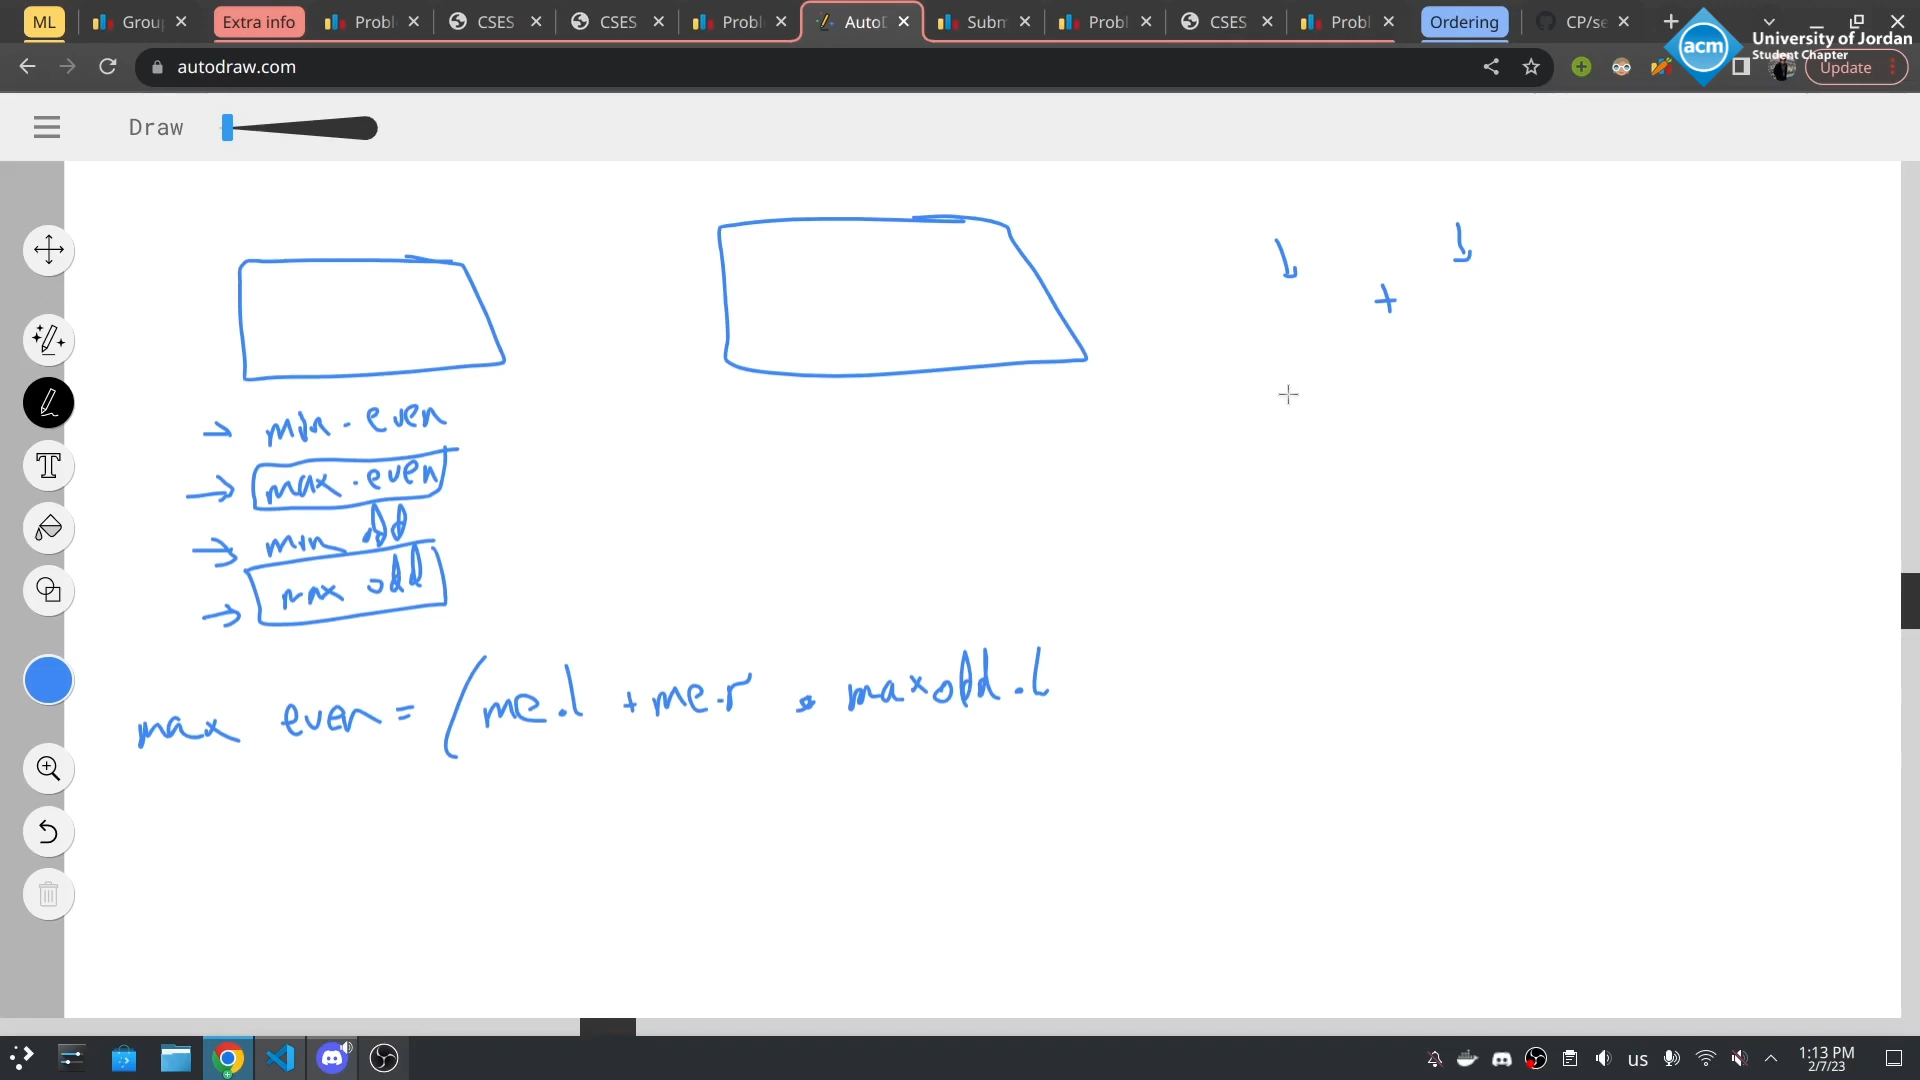 ML Group Extra info Probl CSES CSES Probl AutoD Subm Probl CSES Probl Ordering CP/se
acm University of Jordan
Student Chapter
autodraw.com Update
Draw
+
min. even
max. even
min odd
max odd
max even = (me.l + me.r , maxodd.l
us 1:13 PM
2/7/23